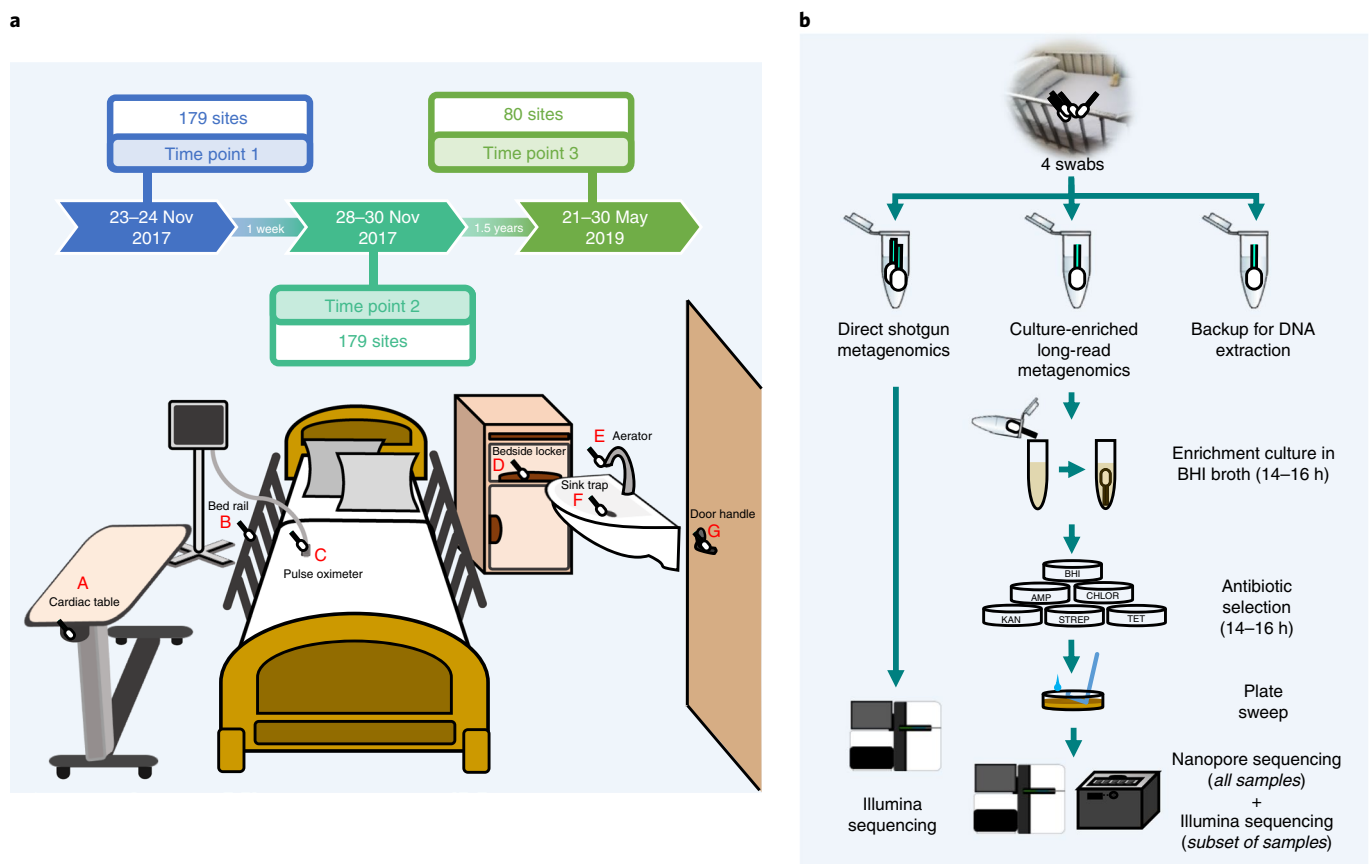 a
179 sites
Time point 1
80 sites
Time point 3
23–24 Nov
2017
1 week
28–30 Nov
2017
1.5 years
21–30 May
2019
Time point 2
179 sites
E Aerator
Bedside locker
D
Sink trap
F
Bed rail
B
Door handle
G
C
Pulse oximeter
A
Cardiac table
b
4 swabs
Direct shotgun
metagenomics
Culture-enriched
long-read
metagenomics
Backup for DNA
extraction
Enrichment culture in
BHI broth (14–16 h)
BHI
AMP CHLOR
KAN STREP TET
Antibiotic
selection
(14–16 h)
Plate
sweep
Illumina
sequencing
Nanopore sequencing
(all samples)
+
Illumina sequencing
(subset of samples)